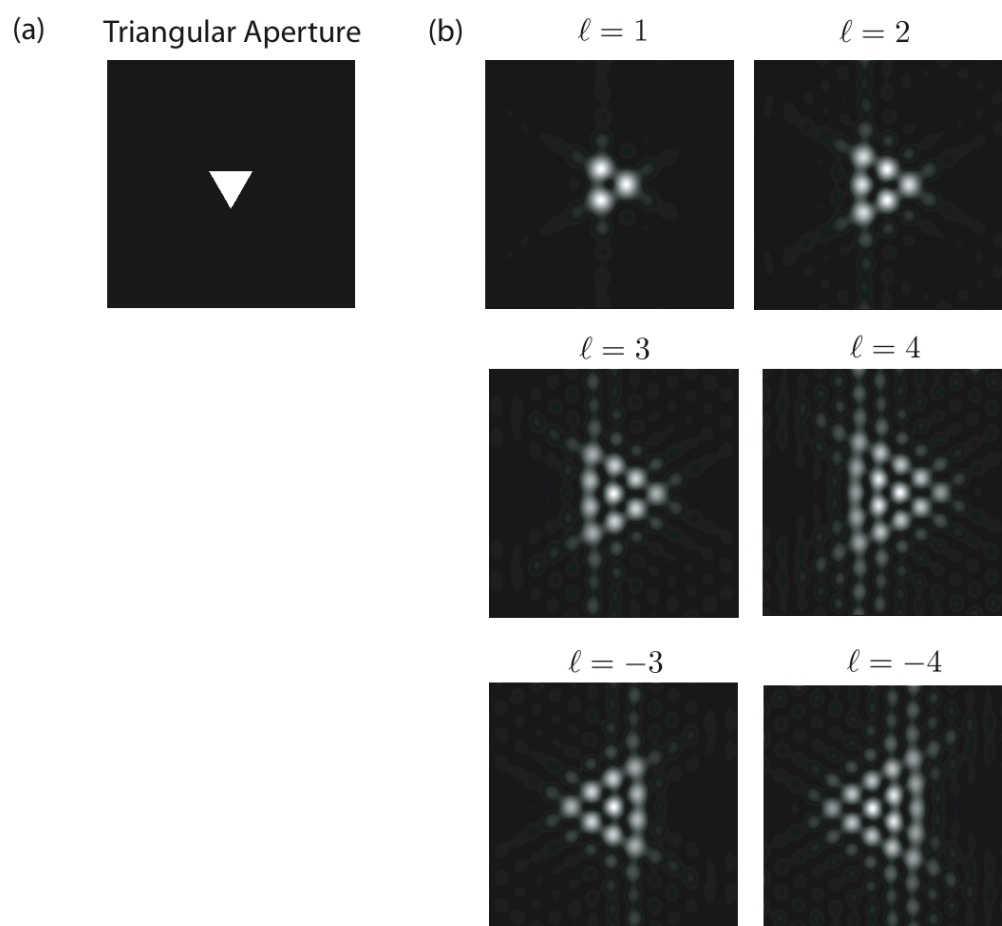 (a) Triangular Aperture
(b) ℓ = 1 ℓ = 2
ℓ = 3 ℓ = 4
ℓ = −3 ℓ = −4